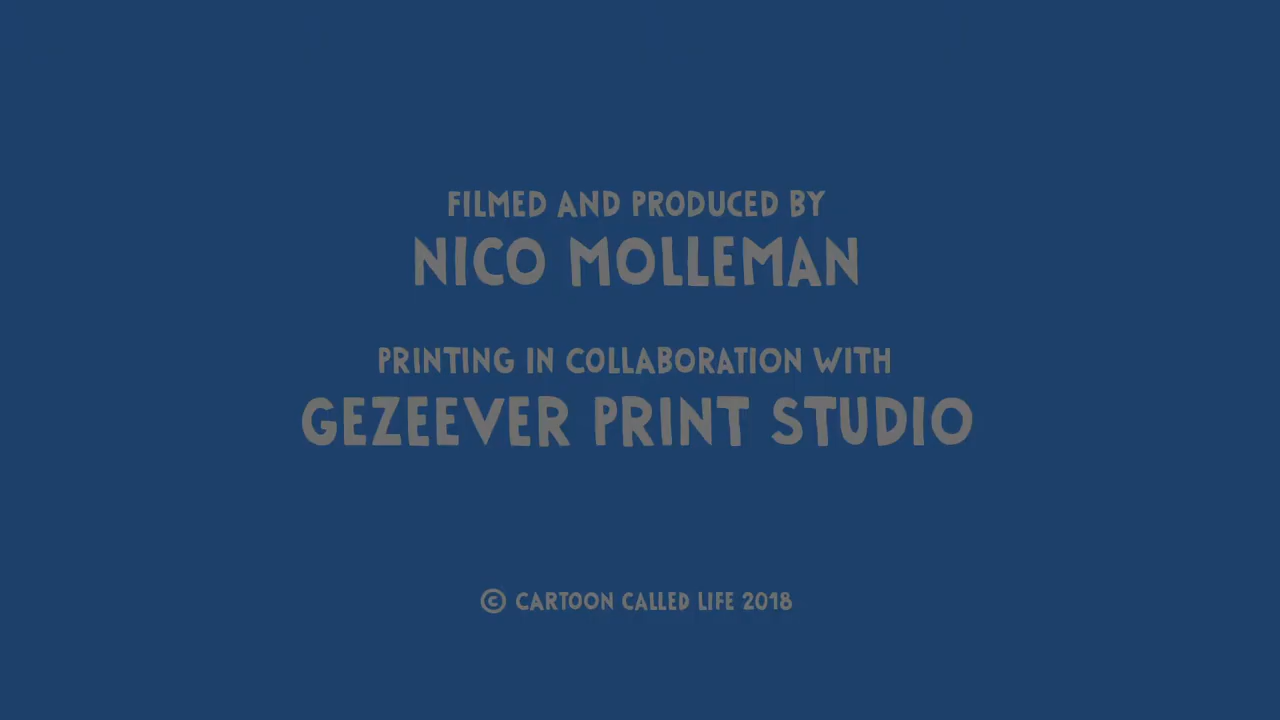 FILMED AND PRODUCED BY
NICO MOLLEMAN
PRINTING IN COLLABORATION WITH
GEZEEVER PRINT STUDIO
© CARTOON CALLED LIFE 2018